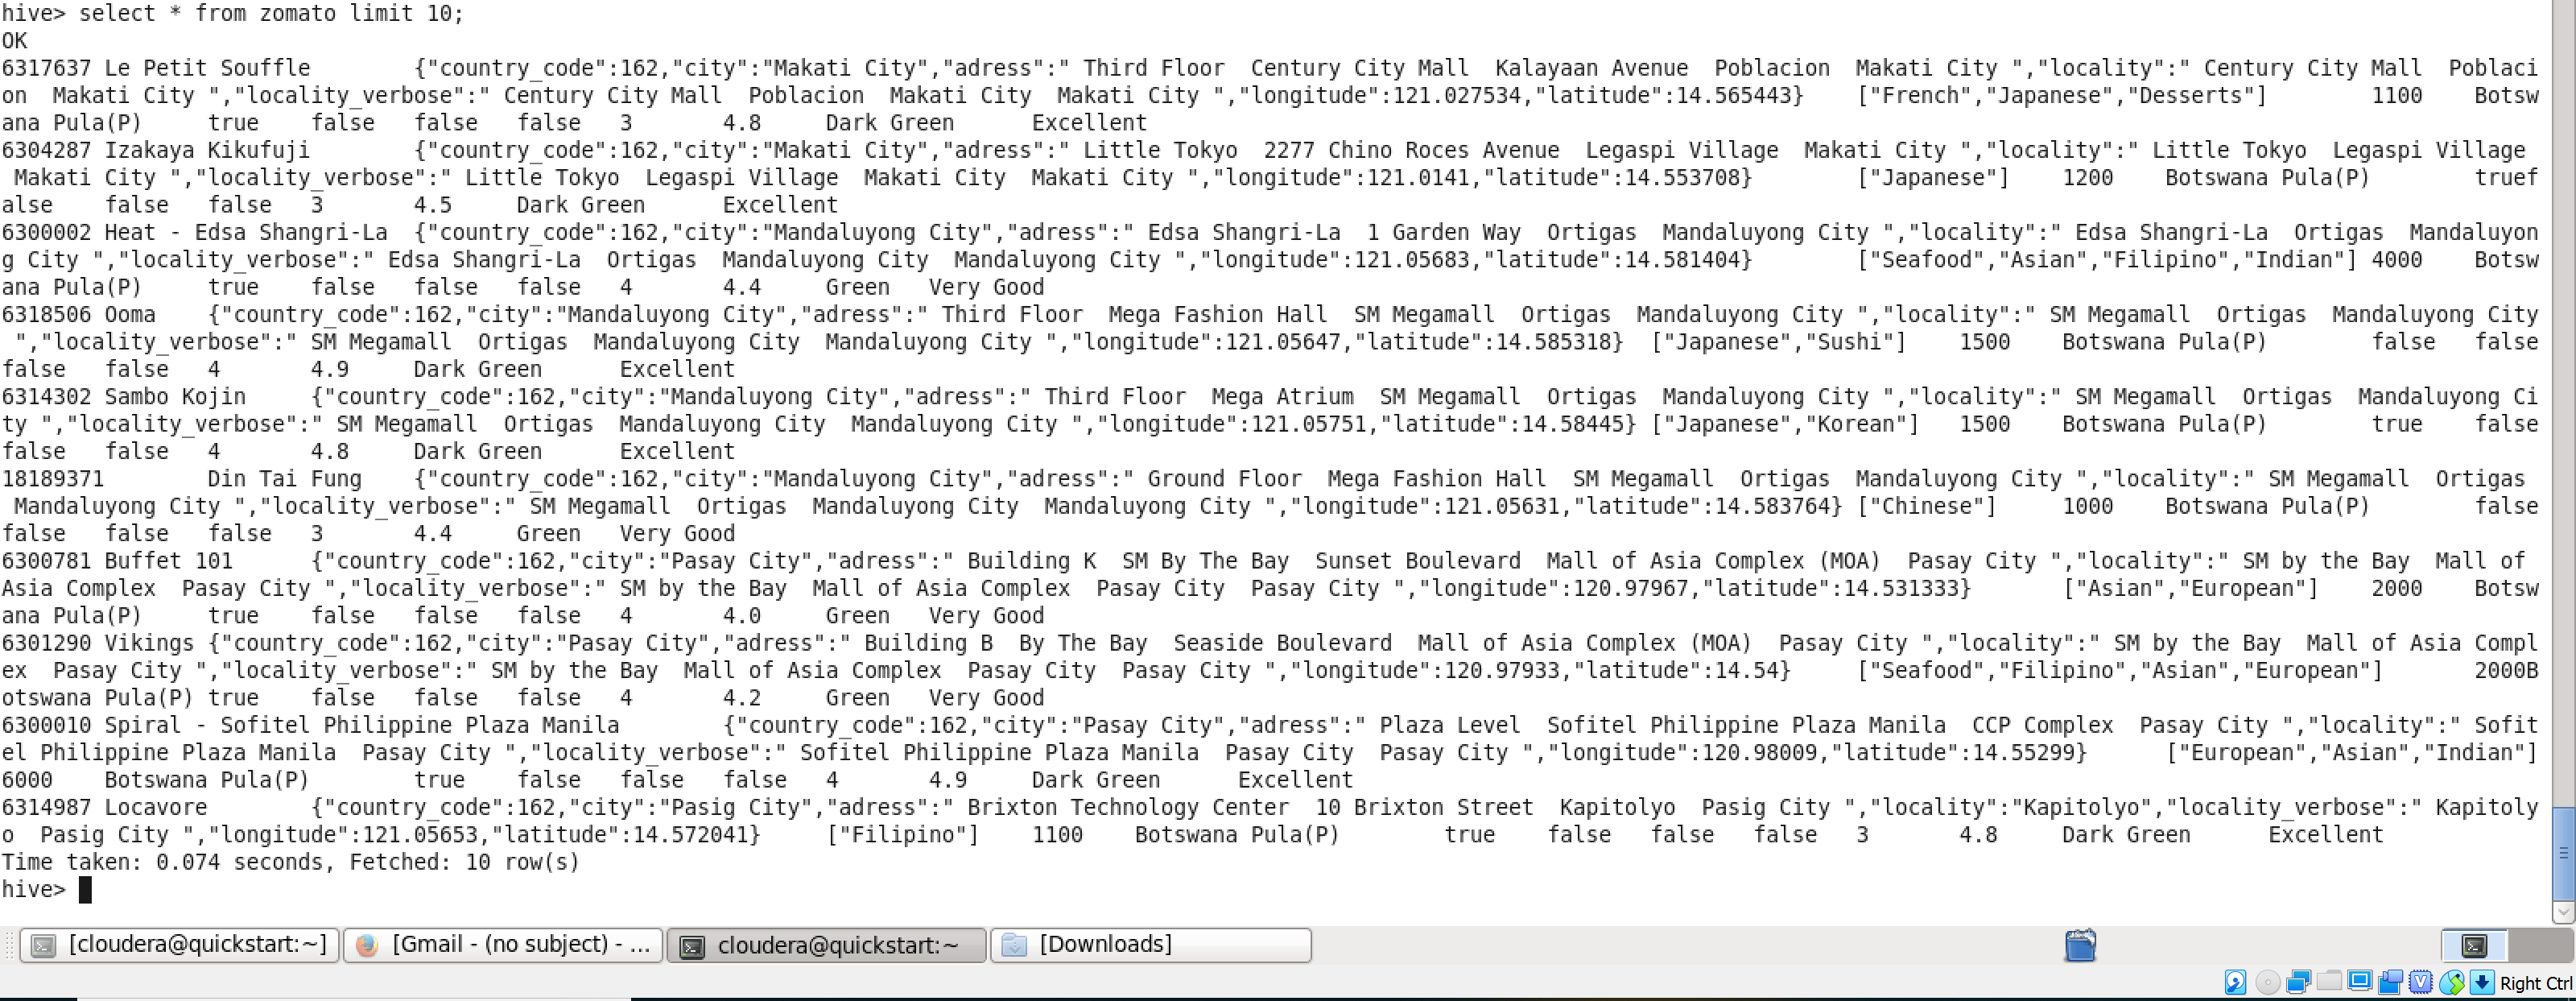 hive> select * from zomato limit 10;
OK
6317637 Le Petit Souffle        {"country_code":162,"city":"Makati City","adress":" Third Floor  Century City Mall  Kalayaan Avenue  Poblacion  Makati City ","locality":" Century City Mall  Poblaci
on  Makati City ","locality_verbose":" Century City Mall  Poblacion  Makati City  Makati City ","longitude":121.027534,"latitude":14.565443}    ["French","Japanese","Desserts"]        1100    Botsw
ana Pula(P)     true    false   false   false   3       4.8     Dark Green      Excellent
6304287 Izakaya Kikufuji        {"country_code":162,"city":"Makati City","adress":" Little Tokyo  2277 Chino Roces Avenue  Legaspi Village  Makati City ","locality":" Little Tokyo  Legaspi Village
 Makati City ","locality_verbose":" Little Tokyo  Legaspi Village  Makati City  Makati City ","longitude":121.0141,"latitude":14.553708}        ["Japanese"]    1200    Botswana Pula(P)        truef
alse    false   false   3       4.5     Dark Green      Excellent
6300002 Heat - Edsa Shangri-La  {"country_code":162,"city":"Mandaluyong City","adress":" Edsa Shangri-La  1 Garden Way  Ortigas  Mandaluyong City ","locality":" Edsa Shangri-La  Ortigas  Mandaluyon
g City ","locality_verbose":" Edsa Shangri-La  Ortigas  Mandaluyong City  Mandaluyong City ","longitude":121.05683,"latitude":14.581404}        ["Seafood","Asian","Filipino","Indian"] 4000    Botsw
ana Pula(P)     true    false   false   false   4       4.4     Green   Very Good
6318506 Ooma    {"country_code":162,"city":"Mandaluyong City","adress":" Third Floor  Mega Fashion Hall  SM Megamall  Ortigas  Mandaluyong City ","locality":" SM Megamall  Ortigas  Mandaluyong City
 ","locality_verbose":" SM Megamall  Ortigas  Mandaluyong City  Mandaluyong City ","longitude":121.05647,"latitude":14.585318}  ["Japanese","Sushi"]    1500    Botswana Pula(P)        false   false
false   false   4       4.9     Dark Green      Excellent
6314302 Sambo Kojin     {"country_code":162,"city":"Mandaluyong City","adress":" Third Floor  Mega Atrium  SM Megamall  Ortigas  Mandaluyong City ","locality":" SM Megamall  Ortigas  Mandaluyong Ci
ty ","locality_verbose":" SM Megamall  Ortigas  Mandaluyong City  Mandaluyong City ","longitude":121.05751,"latitude":14.58445} ["Japanese","Korean"]   1500    Botswana Pula(P)        true    false
false   false   4       4.8     Dark Green      Excellent
18189371        Din Tai Fung    {"country_code":162,"city":"Mandaluyong City","adress":" Ground Floor  Mega Fashion Hall  SM Megamall  Ortigas  Mandaluyong City ","locality":" SM Megamall  Ortigas
 Mandaluyong City ","locality_verbose":" SM Megamall  Ortigas  Mandaluyong City  Mandaluyong City ","longitude":121.05631,"latitude":14.583764} ["Chinese"]     1000    Botswana Pula(P)        false
false   false   false   3       4.4     Green   Very Good
6300781 Buffet 101      {"country_code":162,"city":"Pasay City","adress":" Building K  SM By The Bay  Sunset Boulevard  Mall of Asia Complex (MOA)  Pasay City ","locality":" SM by the Bay  Mall of
Asia Complex  Pasay City ","locality_verbose":" SM by the Bay  Mall of Asia Complex  Pasay City  Pasay City ","longitude":120.97967,"latitude":14.531333}       ["Asian","European"]    2000    Botsw
ana Pula(P)     true    false   false   false   4       4.0     Green   Very Good
6301290 Vikings {"country_code":162,"city":"Pasay City","adress":" Building B  By The Bay  Seaside Boulevard  Mall of Asia Complex (MOA)  Pasay City ","locality":" SM by the Bay  Mall of Asia Compl
ex  Pasay City ","locality_verbose":" SM by the Bay  Mall of Asia Complex  Pasay City  Pasay City ","longitude":120.97933,"latitude":14.54}     ["Seafood","Filipino","Asian","European"]       2000B
otswana Pula(P) true    false   false   false   4       4.2     Green   Very Good
6300010 Spiral - Sofitel Philippine Plaza Manila        {"country_code":162,"city":"Pasay City","adress":" Plaza Level  Sofitel Philippine Plaza Manila  CCP Complex  Pasay City ","locality":" Sofit
el Philippine Plaza Manila  Pasay City ","locality_verbose":" Sofitel Philippine Plaza Manila  Pasay City  Pasay City ","longitude":120.98009,"latitude":14.55299}      ["European","Asian","Indian"]
6000    Botswana Pula(P)        true    false   false   false   4       4.9     Dark Green      Excellent
6314987 Locavore        {"country_code":162,"city":"Pasig City","adress":" Brixton Technology Center  10 Brixton Street  Kapitolyo  Pasig City ","locality":"Kapitolyo","locality_verbose":" Kapitoly
o  Pasig City ","longitude":121.05653,"latitude":14.572041}     ["Filipino"]    1100    Botswana Pula(P)        true    false   false   false   3       4.8     Dark Green      Excellent
Time taken: 0.074 seconds, Fetched: 10 row(s)
hive>
[cloudera@quickstart:~] [Gmail - (no subject) - ... cloudera@quickstart:~ [Downloads]
Right Ctrl